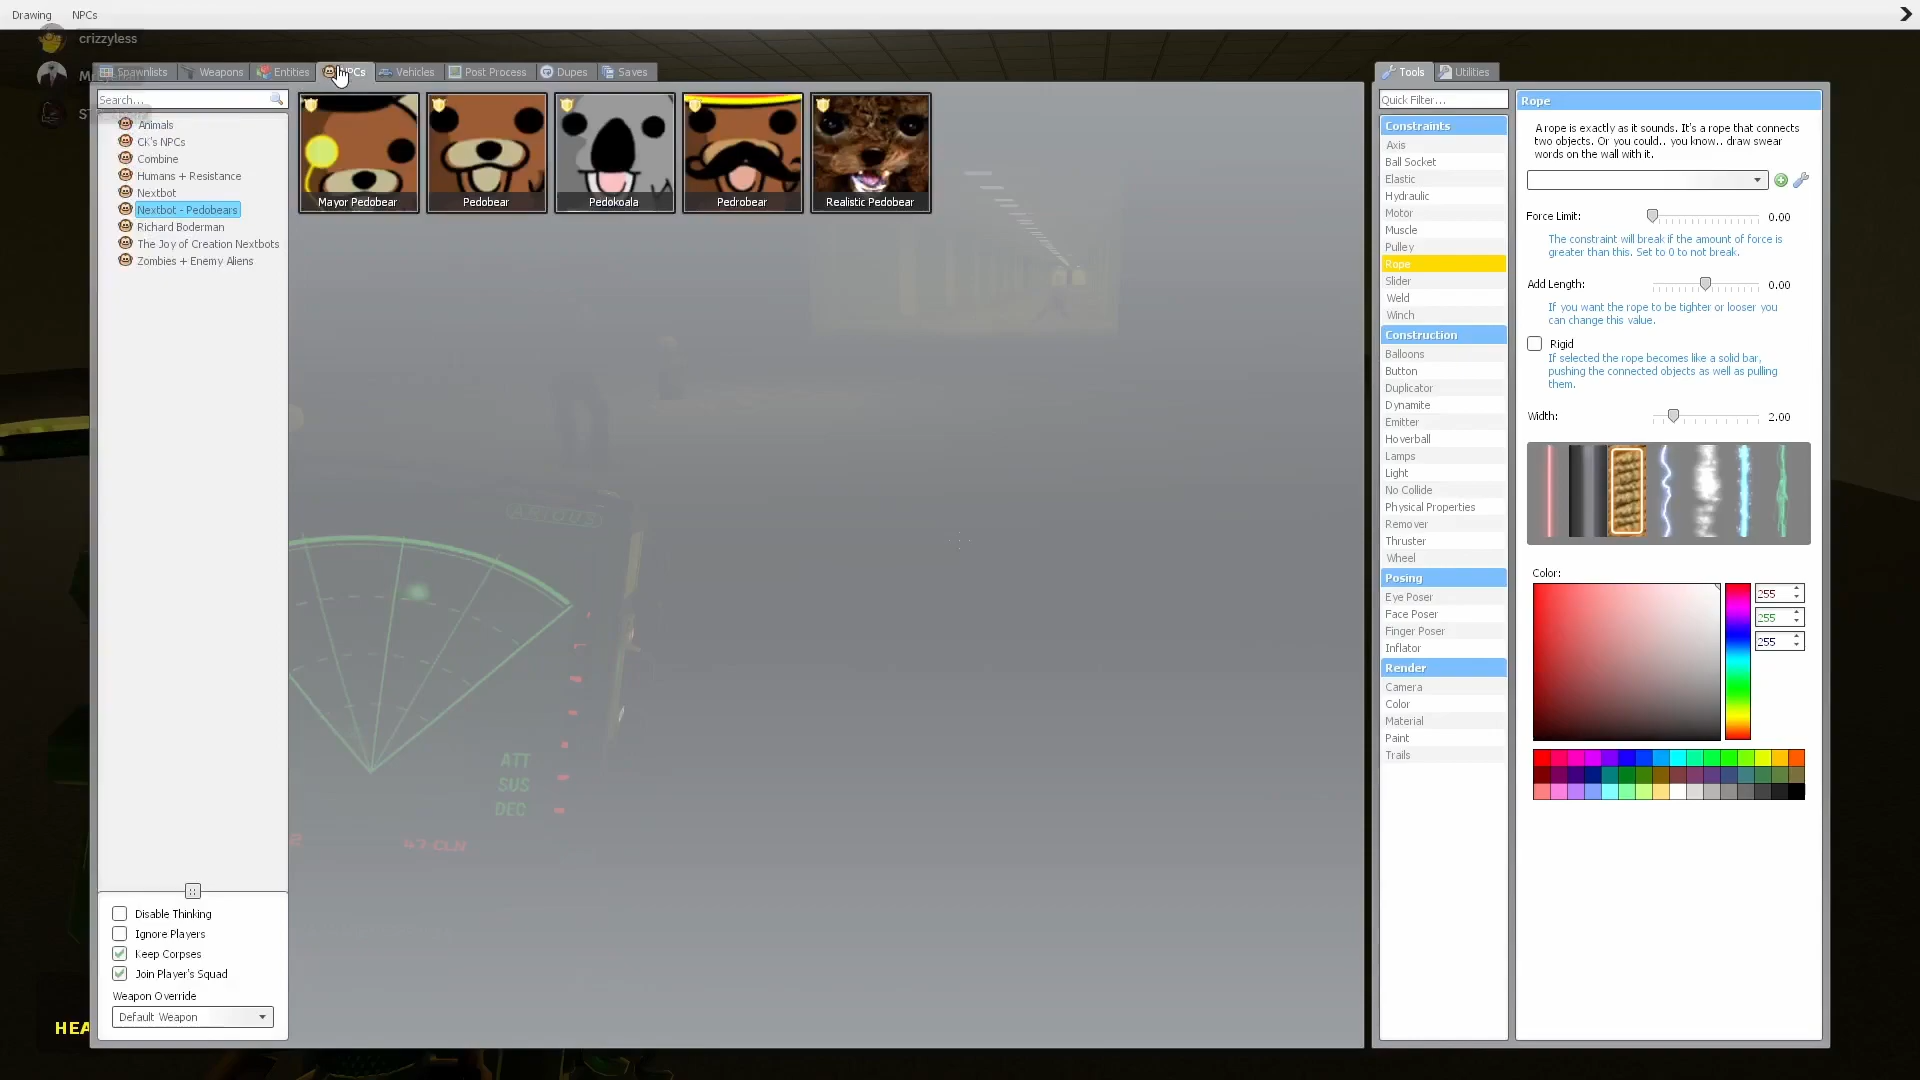 Drawing NPCs
crizzyless
Spawnlists Weapons Entities NPCs Vehicles Post Process Dupes Saves
Search...
Animals
CK's NPCs
Combine
Humans + Resistance
Nextbot
Nextbot - Pedobears
Richard Boderman
The Joy of Creation Nextbots
Zombies + Enemy Aliens
Mayor Pedobear
Pedobear
Pedokoala
Pedrobear
Realistic Pedobear
ATT
SUS
DEC
47 CLN
Disable Thinking
Ignore Players
Keep Corpses
Join Player's Squad
Weapon Override
Default Weapon
HEA
Tools Utilities
Quick Filter...
Constraints
Axis
Ball Socket
Elastic
Hydraulic
Motor
Muscle
Pulley
Rope
Slider
Weld
Winch
Construction
Balloons
Button
Duplicator
Dynamite
Emitter
Hoverball
Lamps
Light
No Collide
Physical Properties
Remover
Thruster
Wheel
Posing
Eye Poser
Face Poser
Finger Poser
Inflator
Render
Camera
Color
Material
Paint
Trails
Rope
A rope is exactly as it sounds. It's a rope that connects
two objects. Or you could.. you know.. draw swear
words on the wall with it.
Force Limit: 0.00
The constraint will break if the amount of force is
greater than this. Set to 0 to not break.
Add Length: 0.00
If you want the rope to be tighter or looser you
can change this value.
Rigid
If selected the rope becomes like a solid bar,
pushing the connected objects as well as pulling
them.
Width: 2.00
Color:
255
255
255